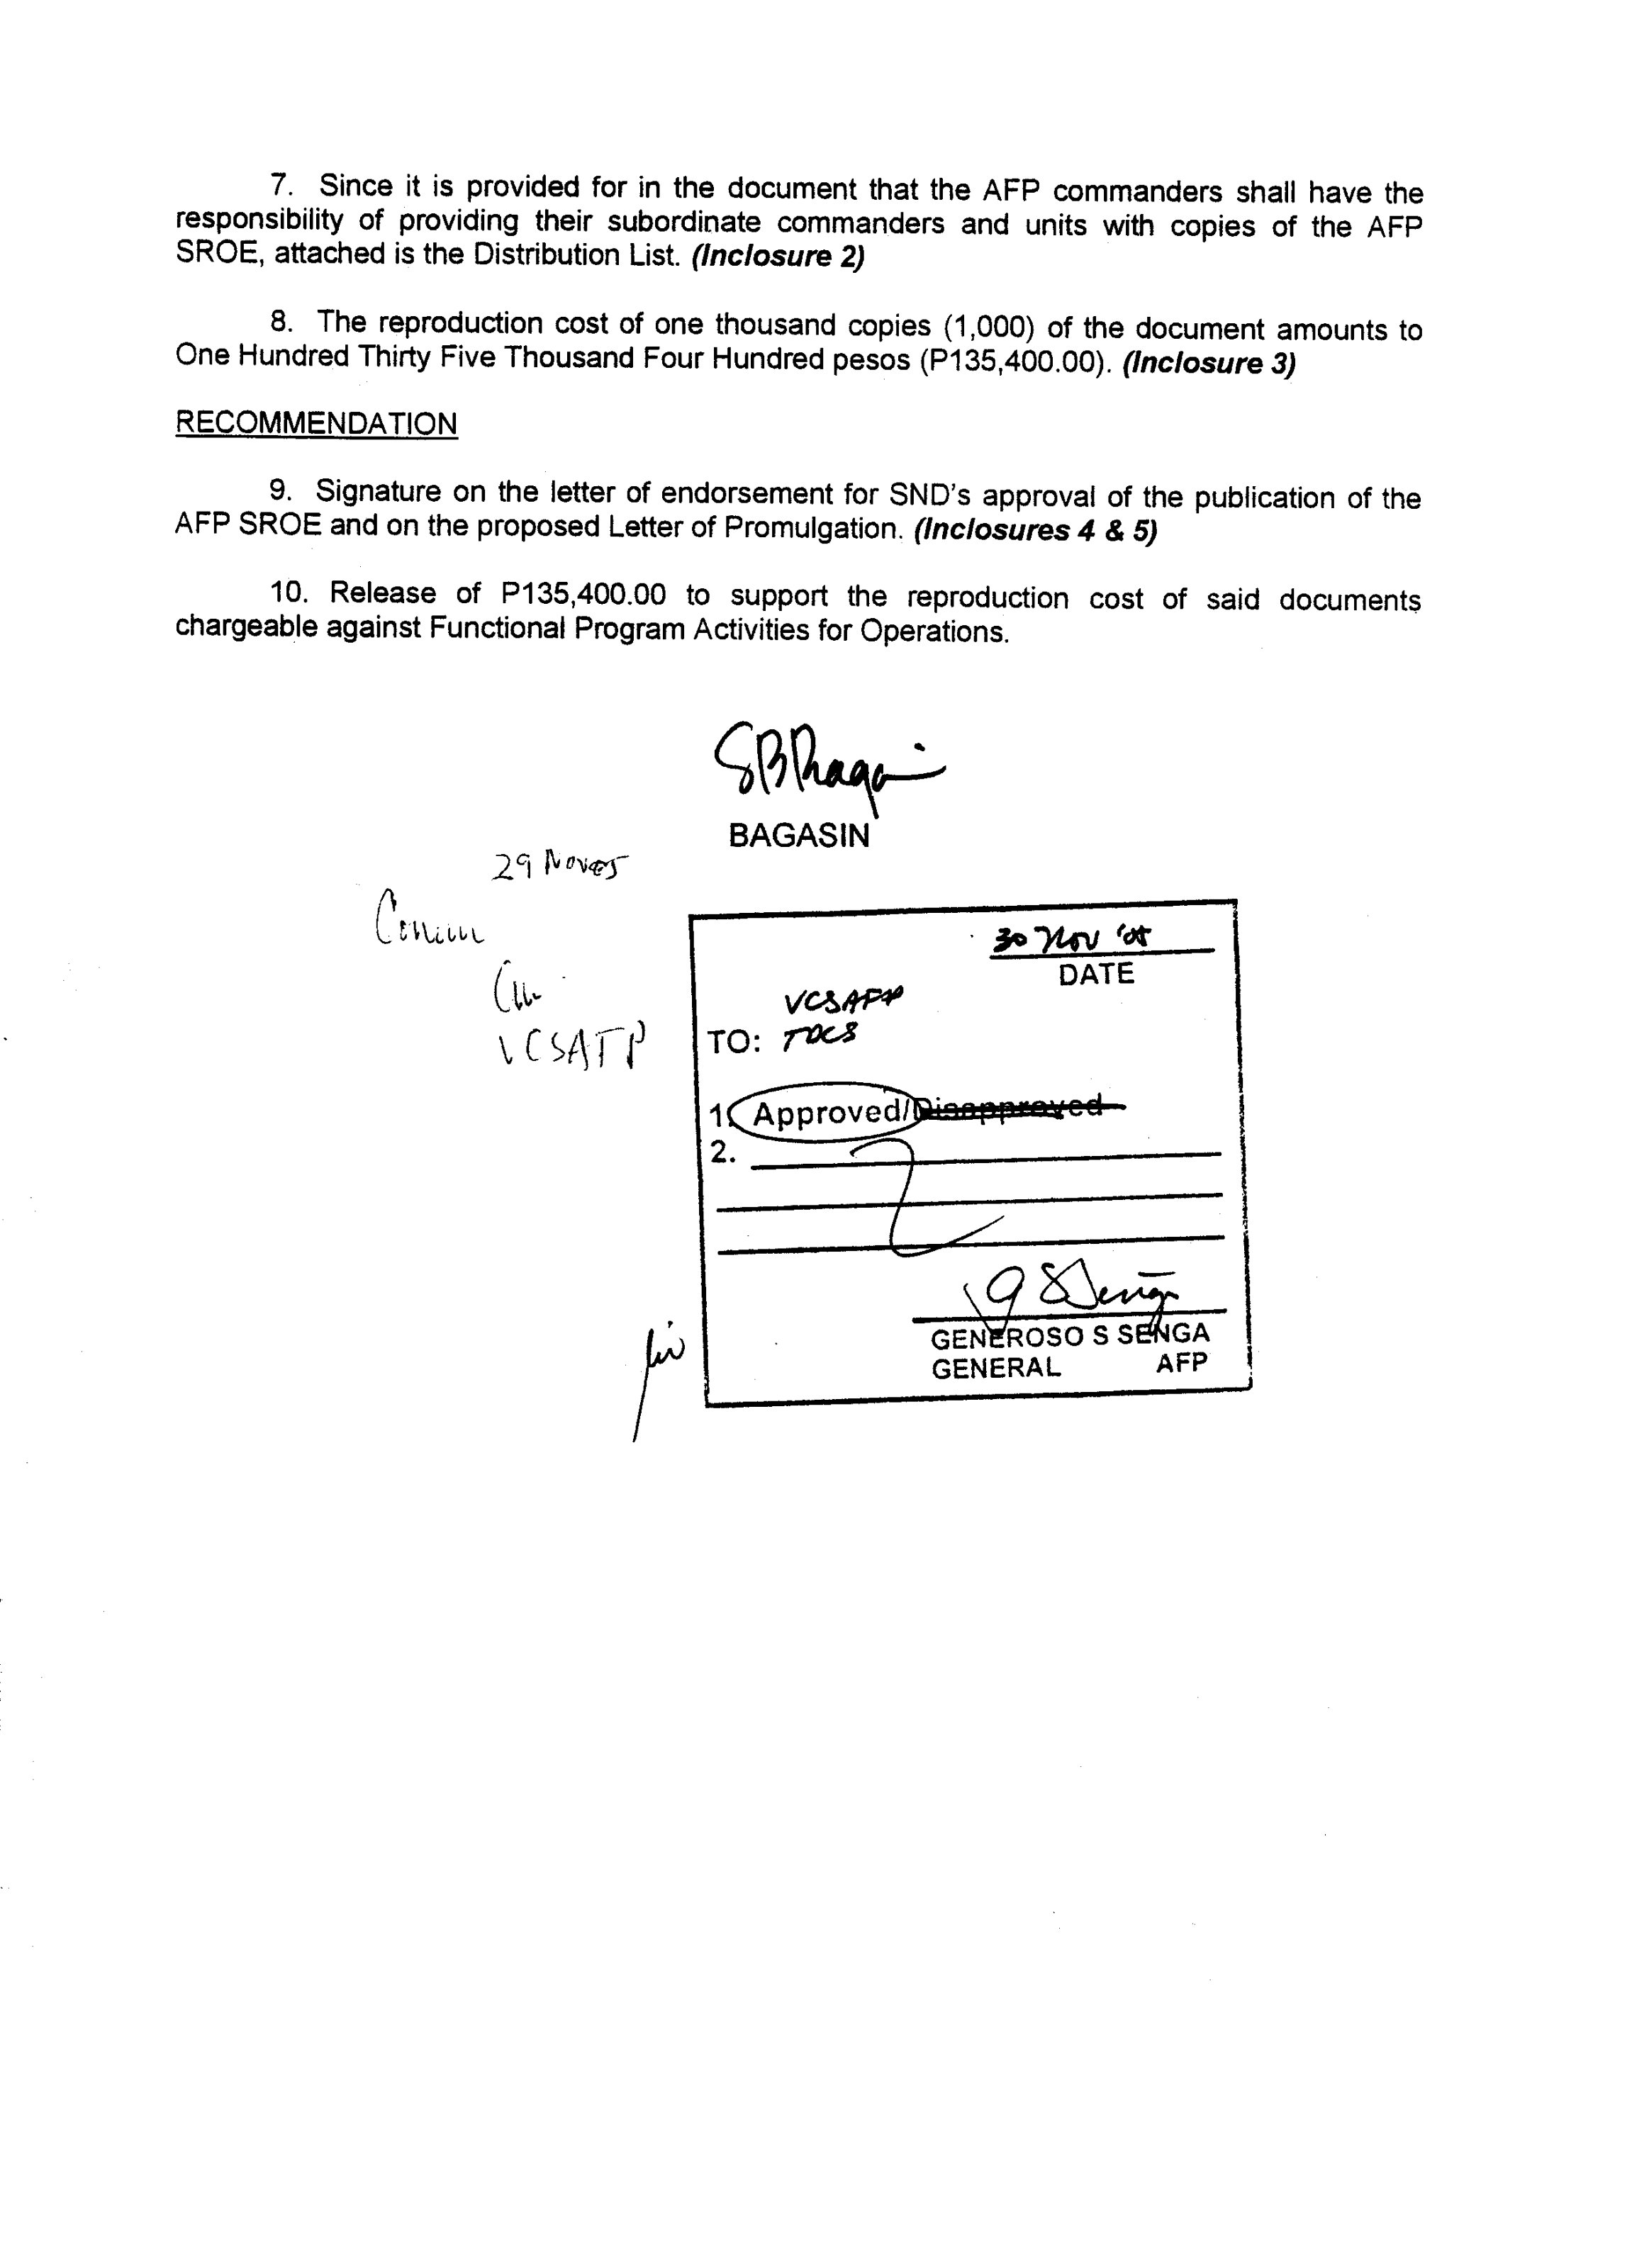 7. Since it is provided for in the document that the AFP commanders shall have the
responsibility of providing their subordinate commanders and units with copies of the AFP
SROE, attached is the Distribution List. (Inclosure 2)
8. The reproduction cost of one thousand copies (1,000) of the document amounts to
One Hundred Thirty Five Thousand Four Hundred pesos (P135,400.00). (Inclosure 3)
RECOMMENDATION
9. Signature on the letter of endorsement for SND's approval of the publication of the
AFP SROE and on the proposed Letter of Promulgation. (Inclosures 4 & 5)
10. Release of P135,400.00 to support the reproduction cost of said documents
chargeable against Functional Program Activities for Operations.
BAGASIN
29 Nov 05
VCSAFP
30 Nov '05
DATE
VCSAFP
TO: TDCS
1. Approved/Disapproved
2.
GENEROSO S SENGA
GENERAL AFP